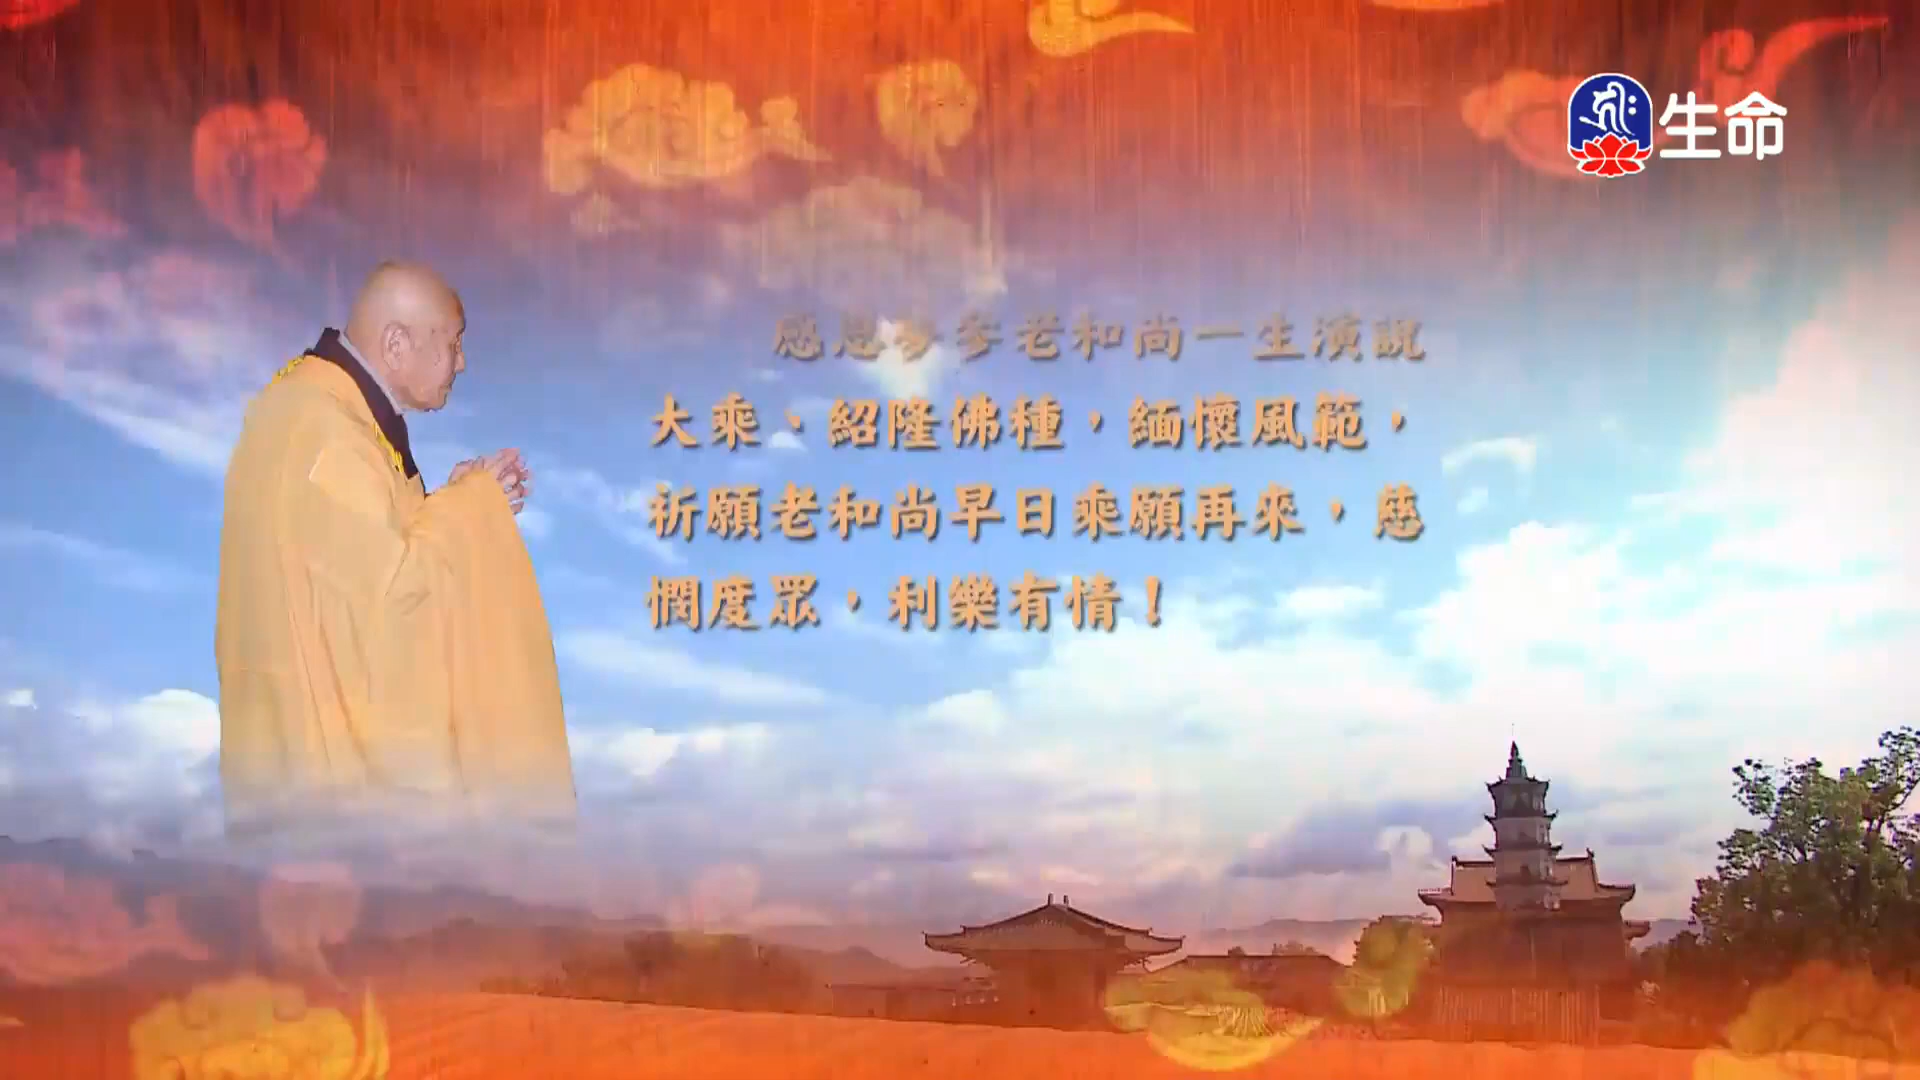 生命
感恩夢參老和尚一生演說
大乘、紹隆佛種，緬懷風範，
祈願老和尚早日乘願再來，慈
憫度眾，利樂有情！